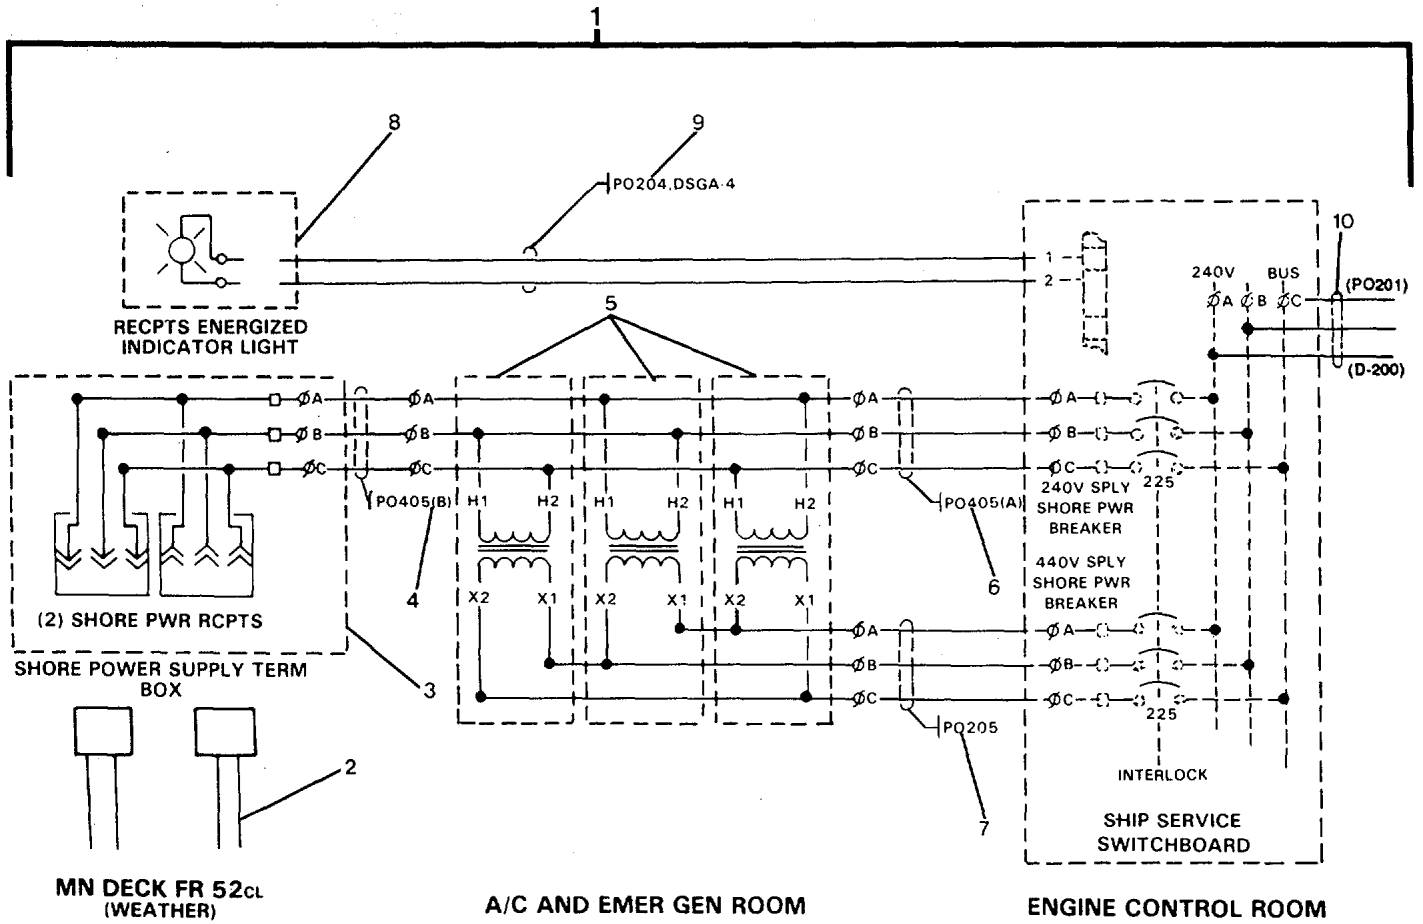 1
8
9
PO204,DSGA-4
10
1
2
240V BUS
(PO201)
ØA ØB ØC
RECPTS ENERGIZED
INDICATOR LIGHT
5
(D-200)
ØA ØA ØA ØA
ØB ØB ØB ØB
ØC ØC ØC ØC
PO405(B) H1 H2 H1 H2 H1 H2 PO405(A)
225
240V SPLY
SHORE PWR
BREAKER
440V SPLY
SHORE PWR
BREAKER
4
6
X2 X1 X2 X1 X2 X1
(2) SHORE PWR RCPTS
ØA ØA
ØB ØB
ØC ØC
SHORE POWER SUPPLY TERM
BOX
3
225
PO205
2
7
INTERLOCK
SHIP SERVICE
SWITCHBOARD
MN DECK FR 52CL
(WEATHER)
A/C AND EMER GEN ROOM
ENGINE CONTROL ROOM